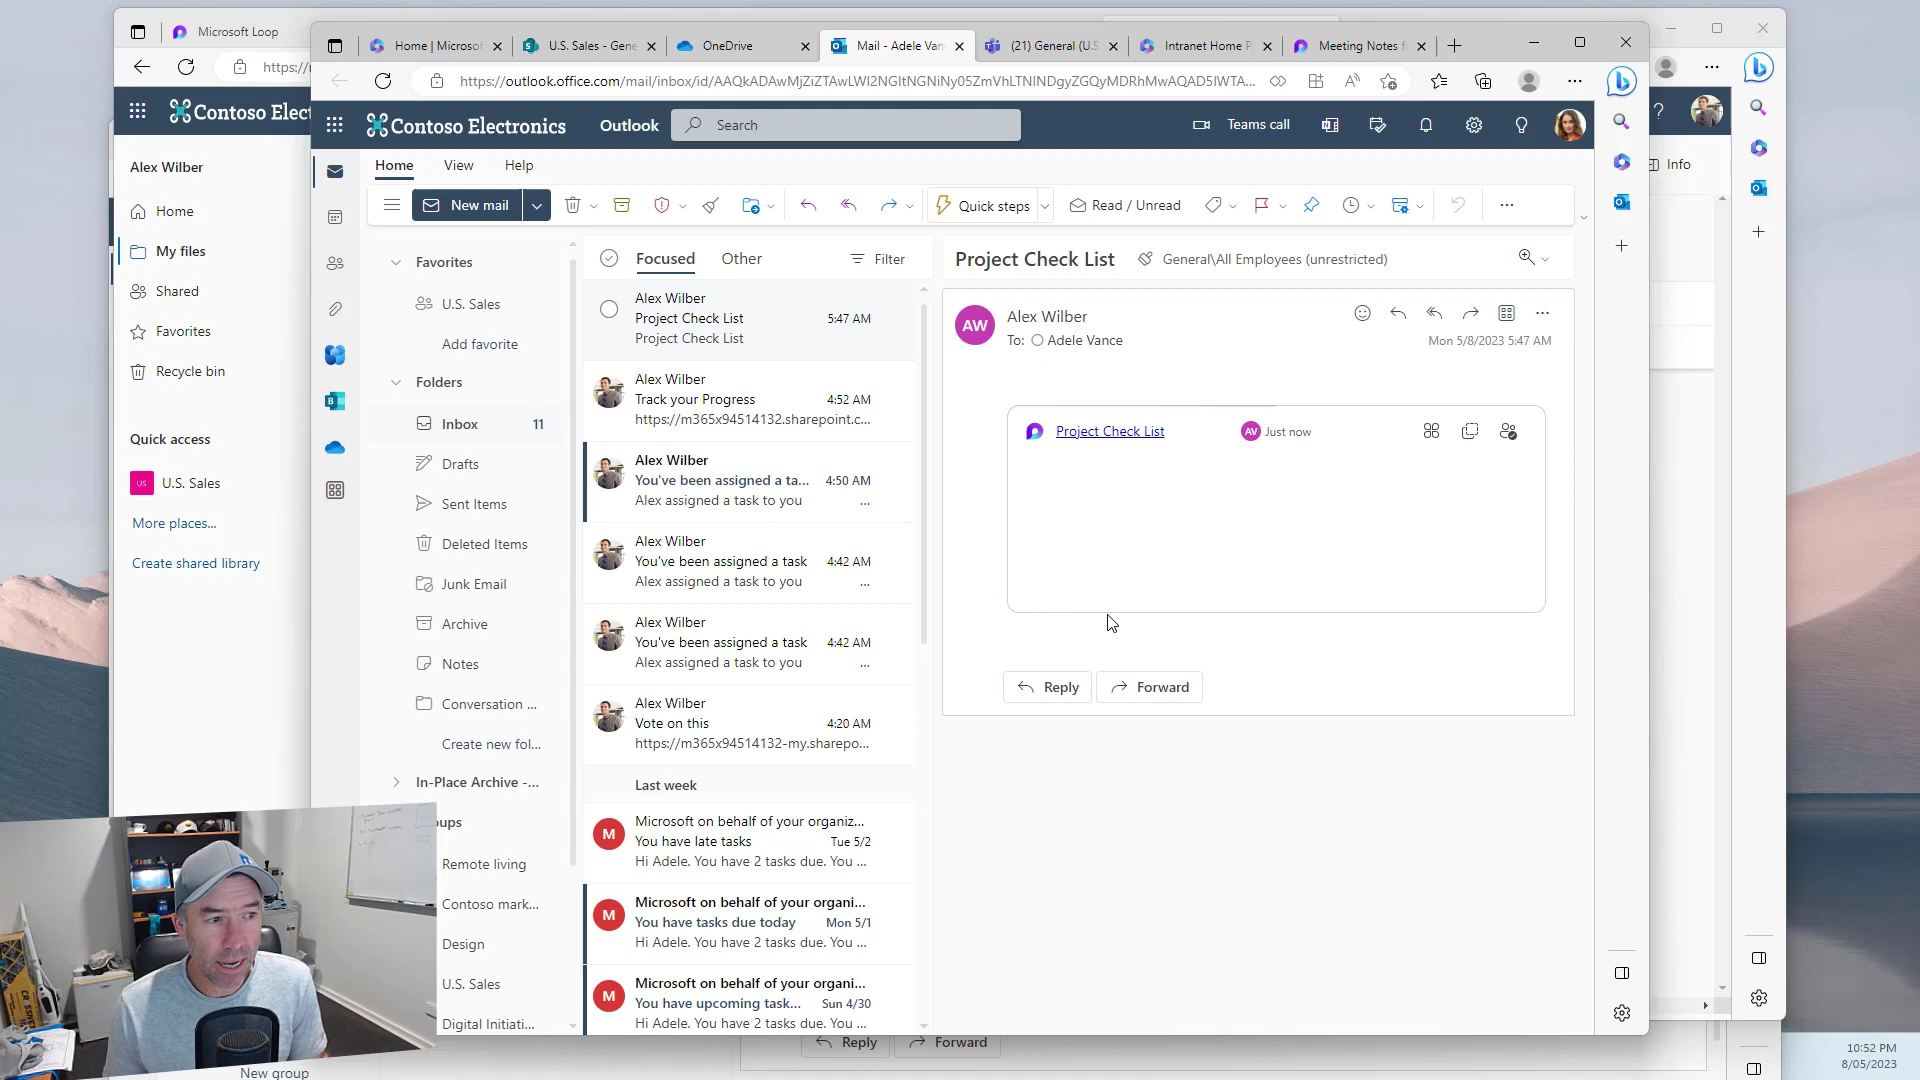 Microsoft Loop
https://
Home | Microsof
U.S. Sales - Gene
OneDrive
Mail - Adele Van
(21) General (U.S
Intranet Home P
Meeting Notes f
https://outlook.office.com/mail/inbox/id/AAQkADAwMjZiZTAwLWI2NGItNGNiNy05ZmVhLTNINDgyZGQyMDRhMwAQAD5IWTA...
Contoso Elec
Contoso Electronics
Outlook
Search
Teams call
Info
Home
View
Help
New mail
Quick steps
Read / Unread
Alex Wilber
Home
My files
Shared
Favorites
Recycle bin
Quick access
US
U.S. Sales
More places...
Create shared library
Favorites
U.S. Sales
Add favorite
Folders
Inbox 11
Drafts
Sent Items
Deleted Items
Junk Email
Archive
Notes
Conversation ...
Create new fol...
In-Place Archive -...
oups
Remote living
Contoso mark...
Design
U.S. Sales
Digital Initiati...
New group
Focused
Other
Filter
Alex Wilber
Project Check List 5:47 AM
Project Check List
Alex Wilber
Track your Progress 4:52 AM
https://m365x94514132.sharepoint.c...
Alex Wilber
You've been assigned a ta... 4:50 AM
Alex assigned a task to you ...
Alex Wilber
You've been assigned a task 4:42 AM
Alex assigned a task to you ...
Alex Wilber
You've been assigned a task 4:42 AM
Alex assigned a task to you ...
Alex Wilber
Vote on this 4:20 AM
https://m365x94514132-my.sharepo...
Last week
M
Microsoft on behalf of your organiz...
You have late tasks Tue 5/2
Hi Adele. You have 2 tasks due. You ...
M
Microsoft on behalf of your organi...
You have tasks due today Mon 5/1
Hi Adele. You have 2 tasks due. You ...
M
Microsoft on behalf of your organi...
You have upcoming task... Sun 4/30
Hi Adele. You have 2 tasks due. You ...
Project Check List
General\All Employees (unrestricted)
AW
Alex Wilber
To: Adele Vance
Mon 5/8/2023 5:47 AM
Project Check List
AV
Just now
Reply
Forward
Reply
Forward
10:52 PM
8/05/2023